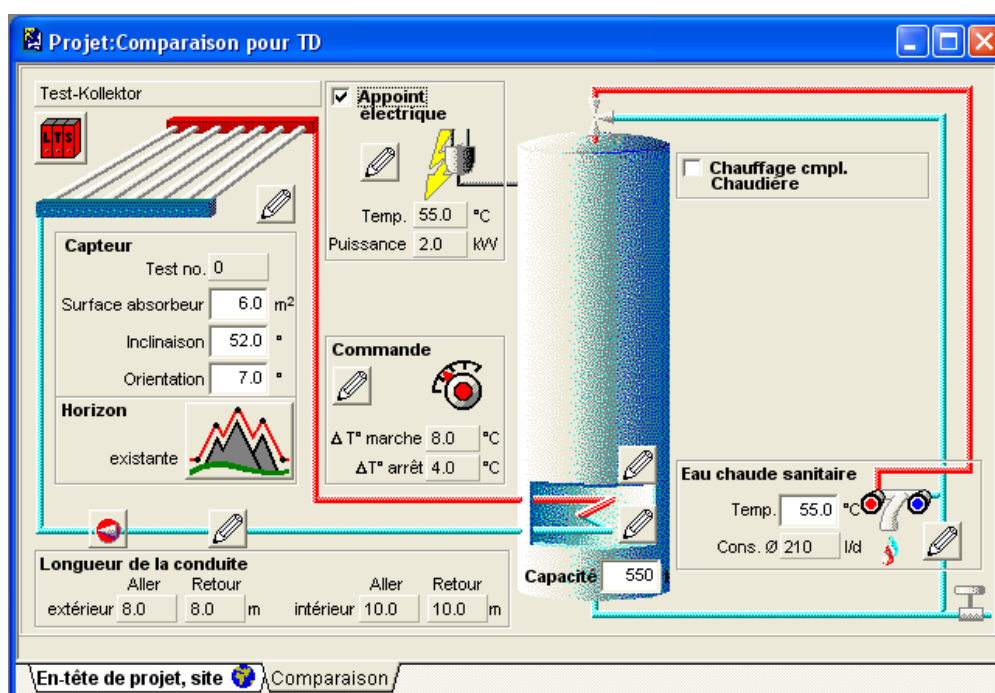 Projet:Comparaison pour TD
Test-Kollektor
LTS
Appoint
électrique
Temp. 55.0 °C
Puissance 2.0 kW
Chauffage cmpl.
Chaudière
Capteur
Test no. 0
Surface absorbeur 6.0 m²
Inclinaison 52.0 °
Orientation 7.0 °
Horizon
existante
Commande
Δ T° marche 8.0 °C
ΔT° arrêt 4.0 °C
Eau chaude sanitaire
Temp. 55.0 °C
Cons. Ø 210 l/d
Capacité 550 l
Longueur de la conduite
Aller Retour Aller Retour
extérieur 8.0 8.0 m intérieur 10.0 10.0 m
En-tête de projet, site Comparaison